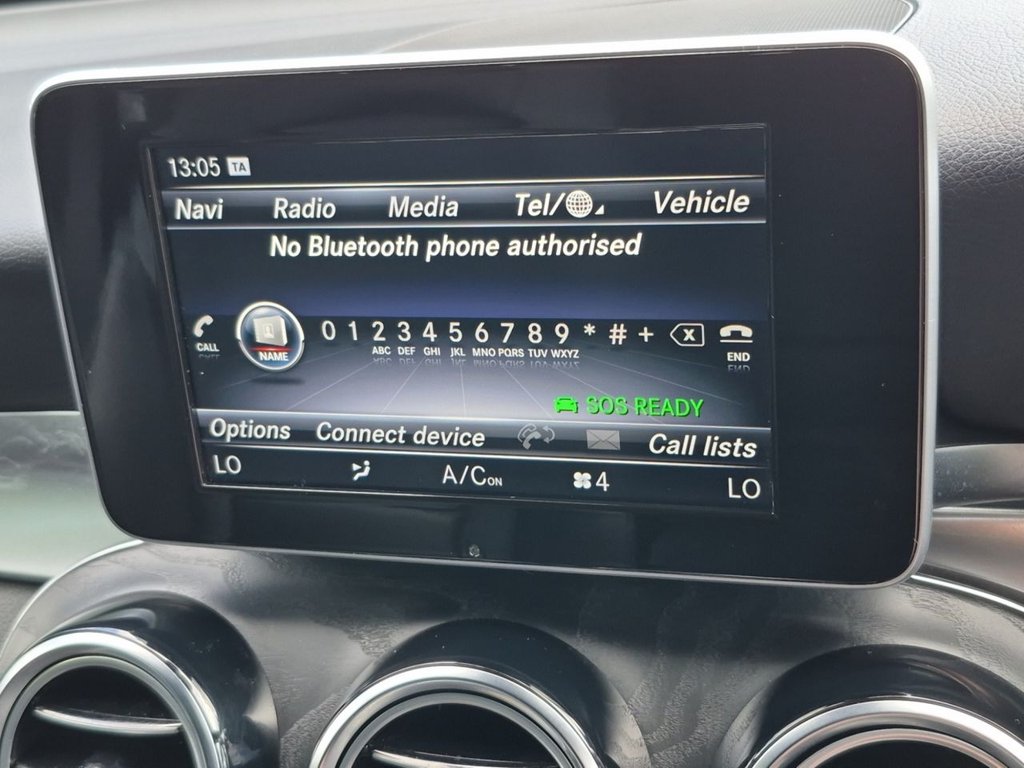 13:05 TA
Navi Radio Media Tel/ Vehicle
No Bluetooth phone authorised
0 1 2 3 4 5 6 7 8 9 * # +
CALL NAME ABC DEF GHI JKL MNO PQRS TUV WXYZ END
SOS READY
Options Connect device Call lists
LO A/C ON 4 LO